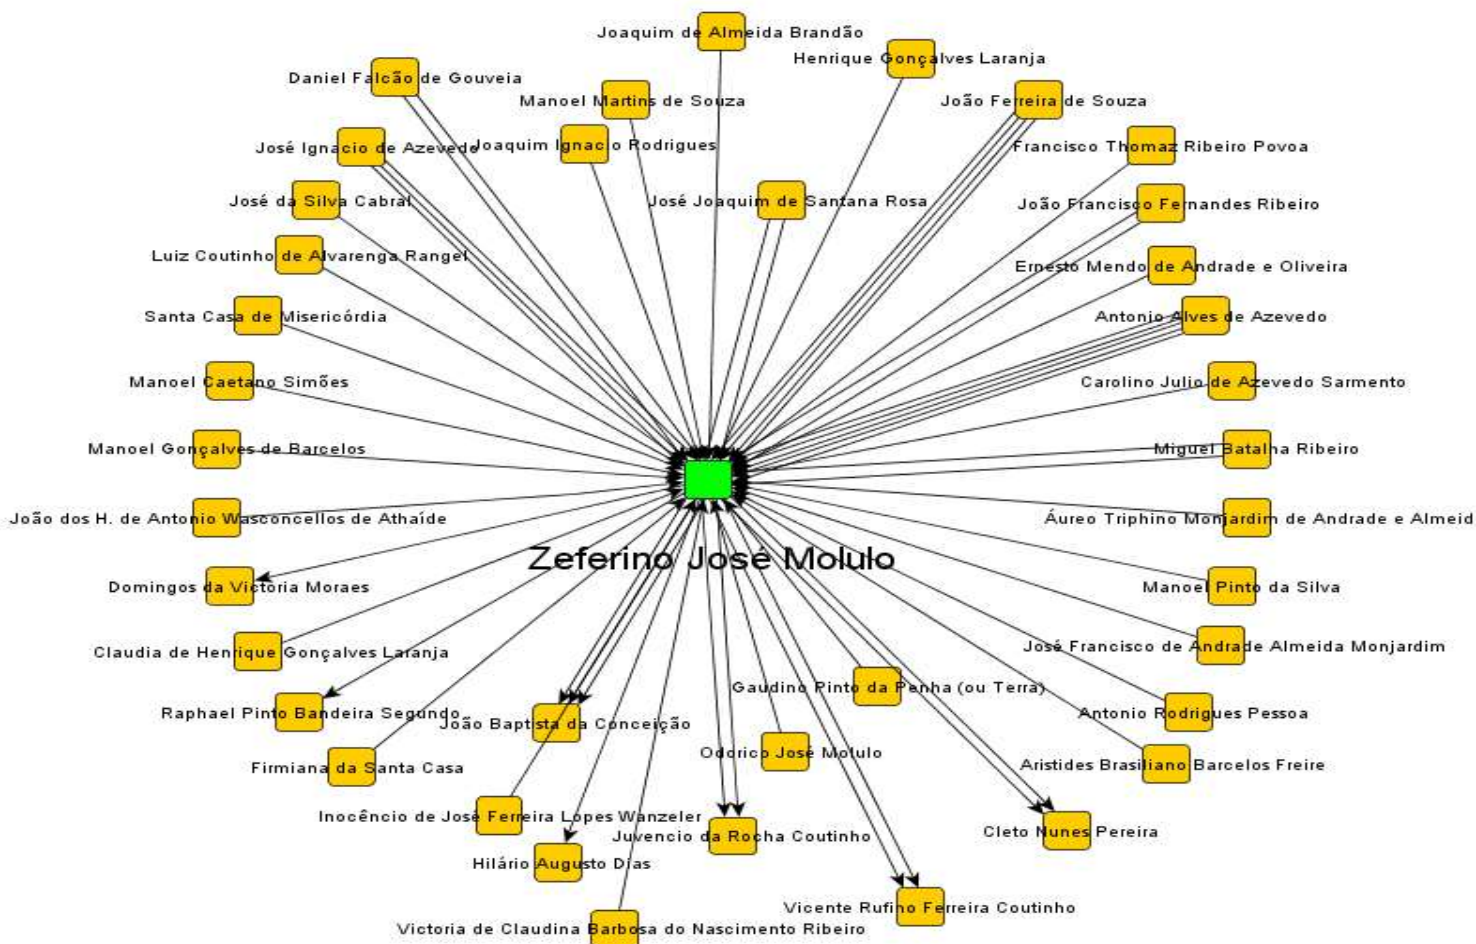 Joaquim de Almeida Brandão
Henrique Gonçalves Laranja
Daniel Falcão de Gouveia
Manoel Martins de Souza
João Ferreira de Souza
José Ignacio de Azevedo
Joaquim Ignacio Rodrigues
Francisco Thomaz Ribeiro Povoa
José da Silva Cabral
José Joaquim de Santana Rosa
João Francisco Fernandes Ribeiro
Luiz Coutinho de Alvarenga Rangel
Ernesto Mendo de Andrade e Oliveira
Santa Casa de Misericórdia
Antonio Alves de Azevedo
Manoel Caetano Simões
Carolino Julio de Azevedo Sarmento
Manoel Gonçalves de Barcelos
Miguel Batalha Ribeiro
João dos H. de Antonio Wasconcellos de Athaíde
Áureo Triphino Monjardim de Andrade e Almeid
Zeferino José Molulo
Domingos da Victória Moraes
Manoel Pinto da Silva
Claudia de Henrique Gonçalves Laranja
José Francisco de Andrade Almeida Monjardim
Gaudino Pinto da Penha (ou Terra)
Raphael Pinto Bandeira Segundo
João Baptista da Conceição
Antonio Rodrigues Pessoa
Odorico José Molulo
Firmiana da Santa Casa
Aristides Brasiliano Barcelos Freire
Inocêncio de José Ferreira Lopes Wanzeler
Juvencio da Rocha Coutinho
Cleto Nunes Pereira
Hilário Augusto Dias
Vicente Rufino Ferreira Coutinho
Victoria de Claudina Barbosa do Nascimento Ribeiro